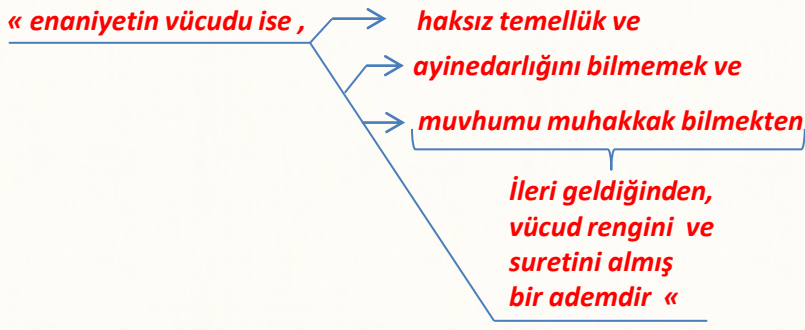 « enaniyetin vücudu ise ,
haksız temellük ve
ayinedarlığını bilmemek ve
muvhumu muhakkak bilmekten
İleri geldiğinden,
vücud rengini ve
suretini almış
bir ademdir «